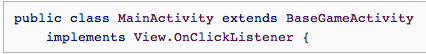 public class MainActivity extends BaseGameActivity
implements View.OnClickListener {